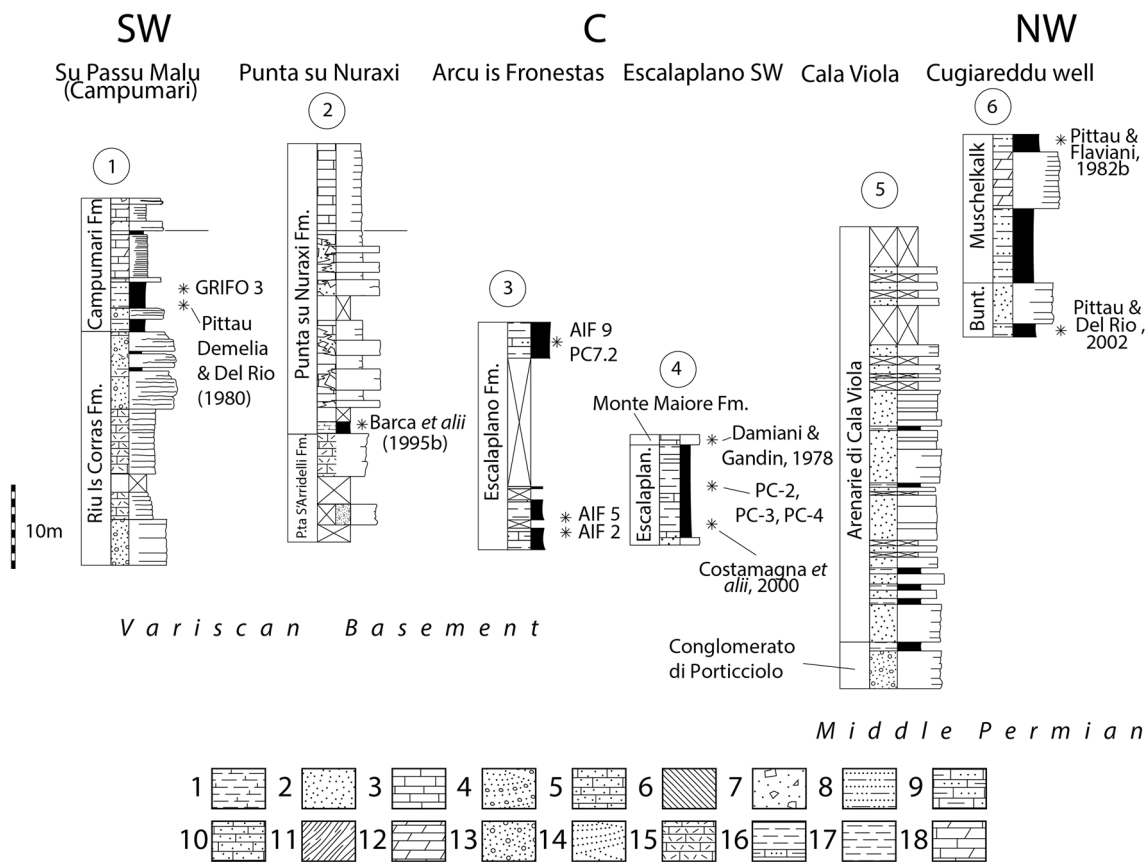 SW
C
NW
Su Passu Malu
(Campumari)
Punta su Nuraxi
Arcu is Fronestas
Escalaplano SW
Cala Viola
Cugiareddu well
1
2
3
4
5
6
Campumari Fm
Riu Is Corras Fm.
GRIFO 3
Pittau
Demelia
& Del Rio
(1980)
Punta su Nuraxi Fm.
P.ta S'Arridelli Fm.
Barca et alii
(1995b)
Escalaplano Fm.
AIF 9
PC7.2
AIF 5
AIF 2
Monte Maiore Fm.
Escalaplan.
Damiani &
Gandin, 1978
PC-2,
PC-3, PC-4
Costamagna et
alii, 2000
Arenarie di Cala Viola
Conglomerato
di Porticciolo
Muschelkalk
Bunt.
Pittau &
Flaviani,
1982b
Pittau &
Del Rio ,
2002
10m
Variscan Basement
Middle Permian
1 2 3 4 5 6 7 8 9
10 11 12 13 14 15 16 17 18